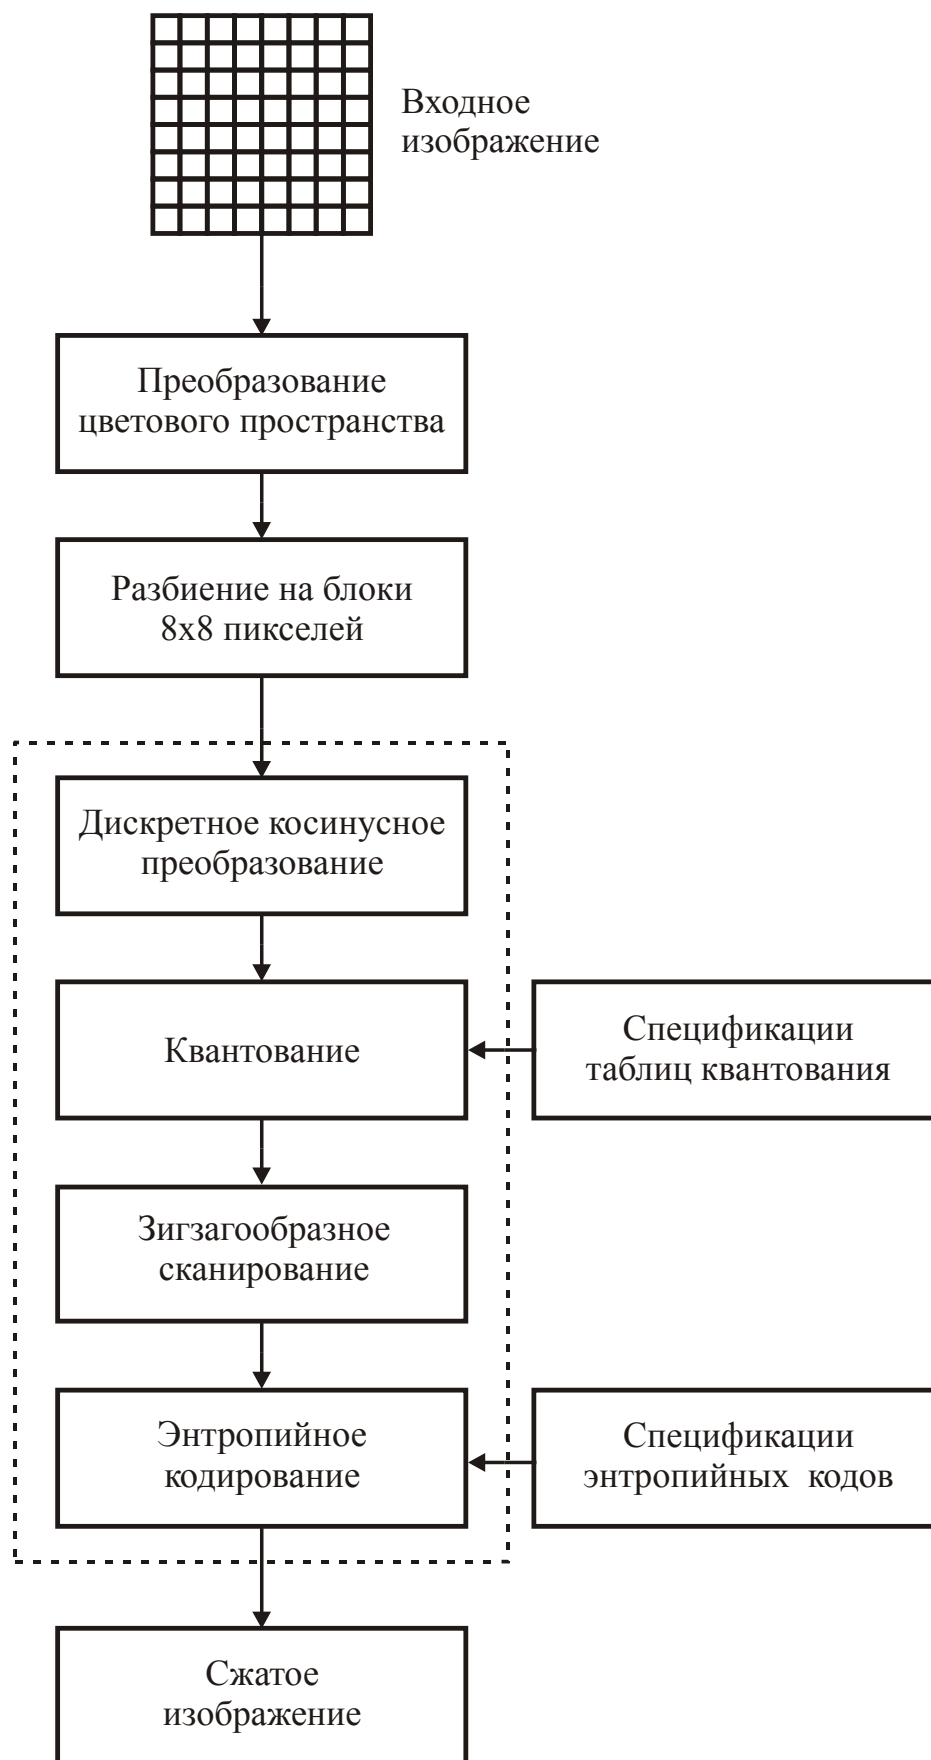 Входное
изображение
Преобразование
цветового пространства
Разбиение на блоки
8х8 пикселей
Дискретное косинусное
преобразование
Квантование
Спецификации
таблиц квантования
Зигзагообразное
сканирование
Энтропийное
кодирование
Спецификации
энтропийных кодов
Сжатое
изображение